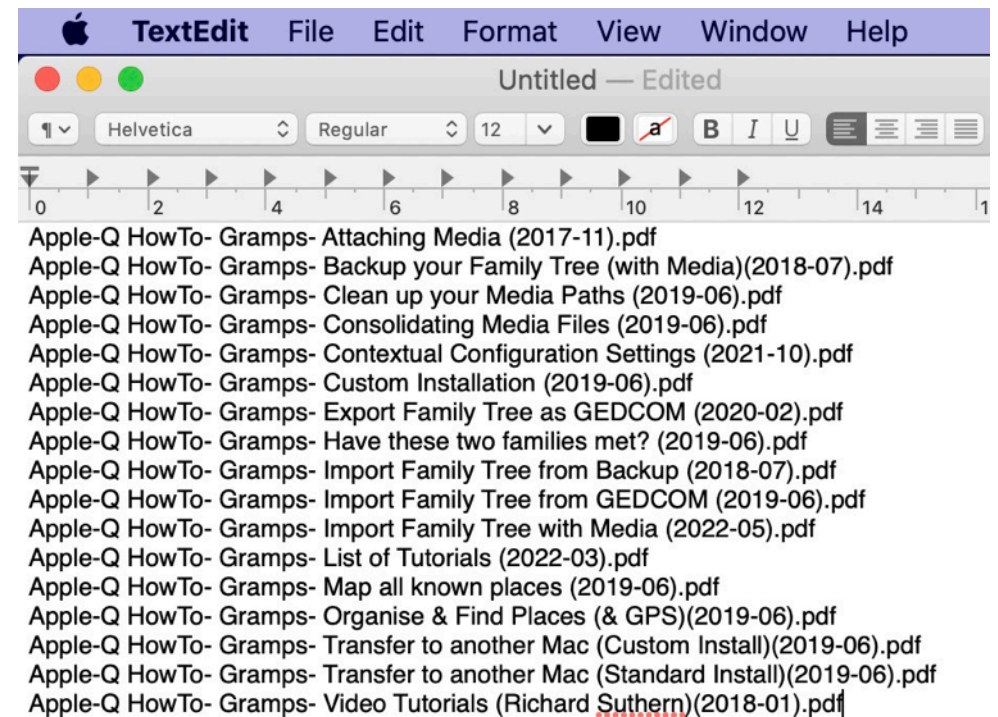 TextEdit File Edit Format View Window Help
Untitled — Edited
¶ Helvetica Regular 12 a B I U
0 2 4 6 8 10 12 14 1
Apple-Q HowTo- Gramps- Attaching Media (2017-11).pdf
Apple-Q HowTo- Gramps- Backup your Family Tree (with Media)(2018-07).pdf
Apple-Q HowTo- Gramps- Clean up your Media Paths (2019-06).pdf
Apple-Q HowTo- Gramps- Consolidating Media Files (2019-06).pdf
Apple-Q HowTo- Gramps- Contextual Configuration Settings (2021-10).pdf
Apple-Q HowTo- Gramps- Custom Installation (2019-06).pdf
Apple-Q HowTo- Gramps- Export Family Tree as GEDCOM (2020-02).pdf
Apple-Q HowTo- Gramps- Have these two families met? (2019-06).pdf
Apple-Q HowTo- Gramps- Import Family Tree from Backup (2018-07).pdf
Apple-Q HowTo- Gramps- Import Family Tree from GEDCOM (2019-06).pdf
Apple-Q HowTo- Gramps- Import Family Tree with Media (2022-05).pdf
Apple-Q HowTo- Gramps- List of Tutorials (2022-03).pdf
Apple-Q HowTo- Gramps- Map all known places (2019-06).pdf
Apple-Q HowTo- Gramps- Organise & Find Places (& GPS)(2019-06).pdf
Apple-Q HowTo- Gramps- Transfer to another Mac (Custom Install)(2019-06).pdf
Apple-Q HowTo- Gramps- Transfer to another Mac (Standard Install)(2019-06).pdf
Apple-Q HowTo- Gramps- Video Tutorials (Richard Suthern)(2018-01).pdf